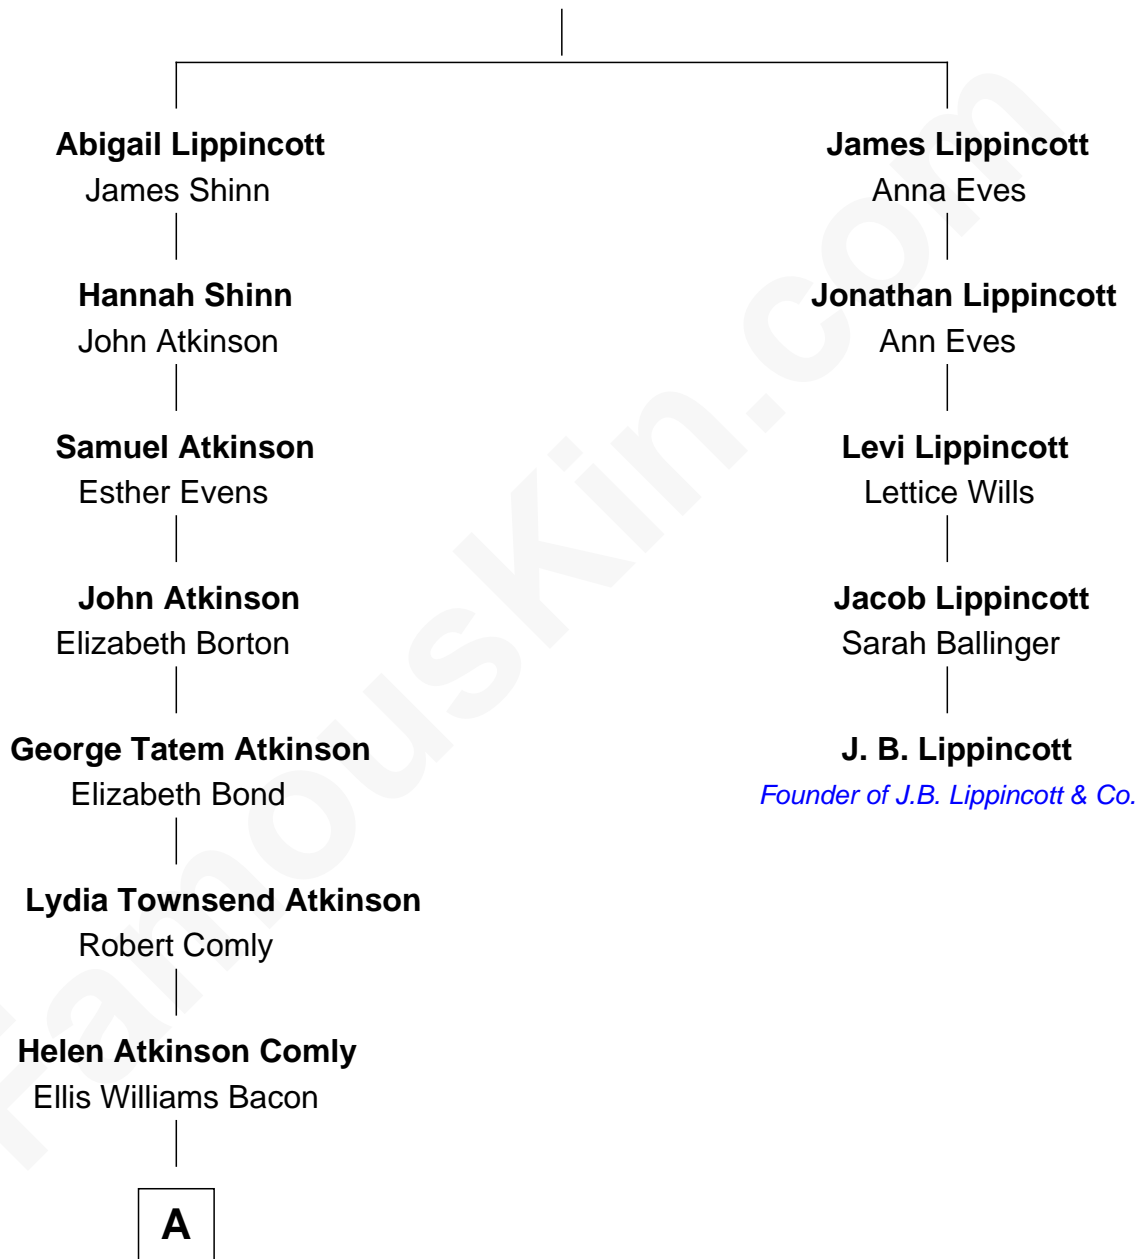 Abigail Lippincott
James Shinn
James Lippincott
Anna Eves
Hannah Shinn
John Atkinson
Jonathan Lippincott
Ann Eves
Samuel Atkinson
Esther Evens
Levi Lippincott
Lettice Wills
John Atkinson
Elizabeth Borton
Jacob Lippincott
Sarah Ballinger
George Tatem Atkinson
Elizabeth Bond
J. B. Lippincott
Founder of J.B. Lippincott & Co.
Lydia Townsend Atkinson
Robert Comly
Helen Atkinson Comly
Ellis Williams Bacon
A
FamousKin.com